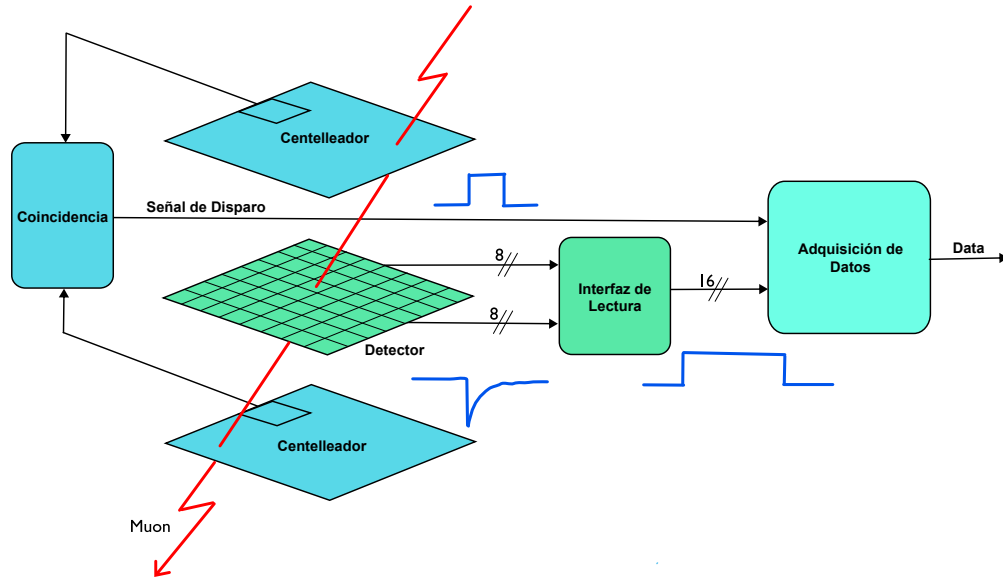 Centelleador
Coincidencia
Señal de Disparo
8
8
Detector
Interfaz de
Lectura
16
Adquisición de
Datos
Data
Centelleador
Muon